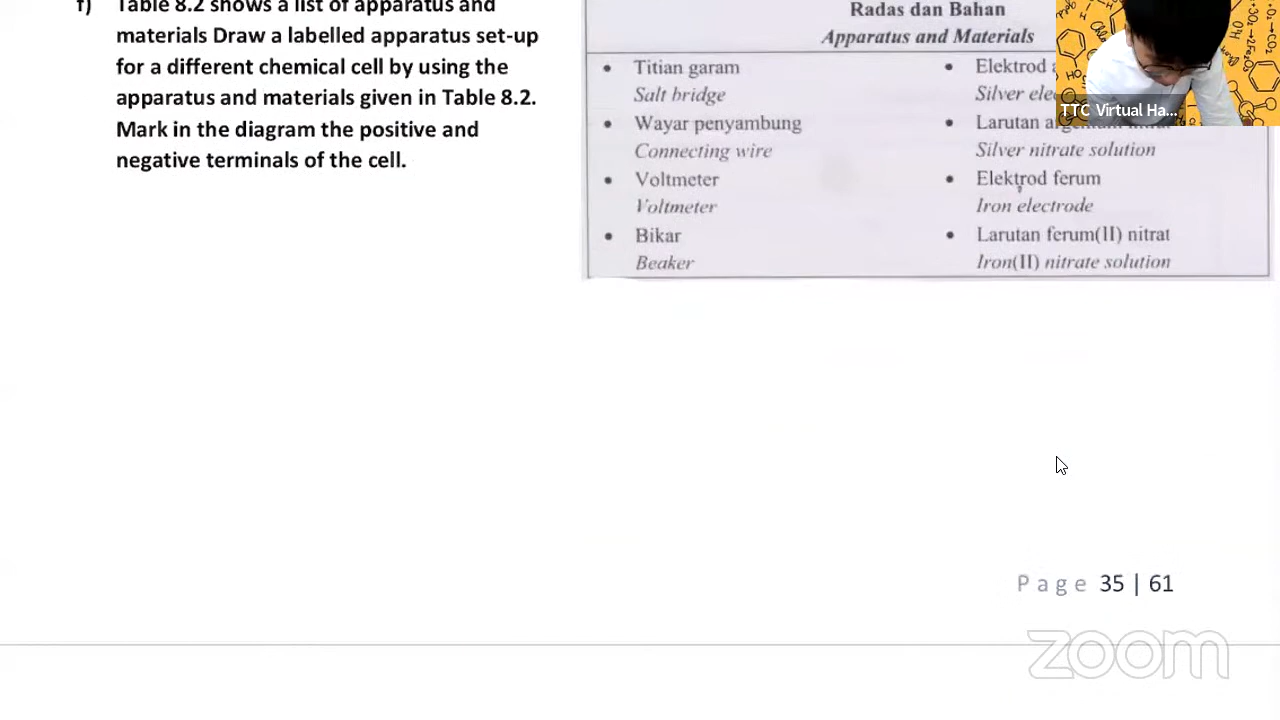 f) Table 8.2 shows a list of apparatus and
materials Draw a labelled apparatus set-up
for a different chemical cell by using the
apparatus and materials given in Table 8.2.
Mark in the diagram the positive and
negative terminals of the cell.
Radas dan Bahan
Apparatus and Materials
• Titian garam
Salt bridge
• Wayar penyambung
Connecting wire
• Voltmeter
Voltmeter
• Bikar
Beaker
• Elektrod
Silver
• Larutan
Silver nitrate solution
• Elektrod ferum
Iron electrode
• Larutan ferum(II) nitrat
Iron(II) nitrate solution
TTC Virtual Ha...
Page 35 | 61
zoom